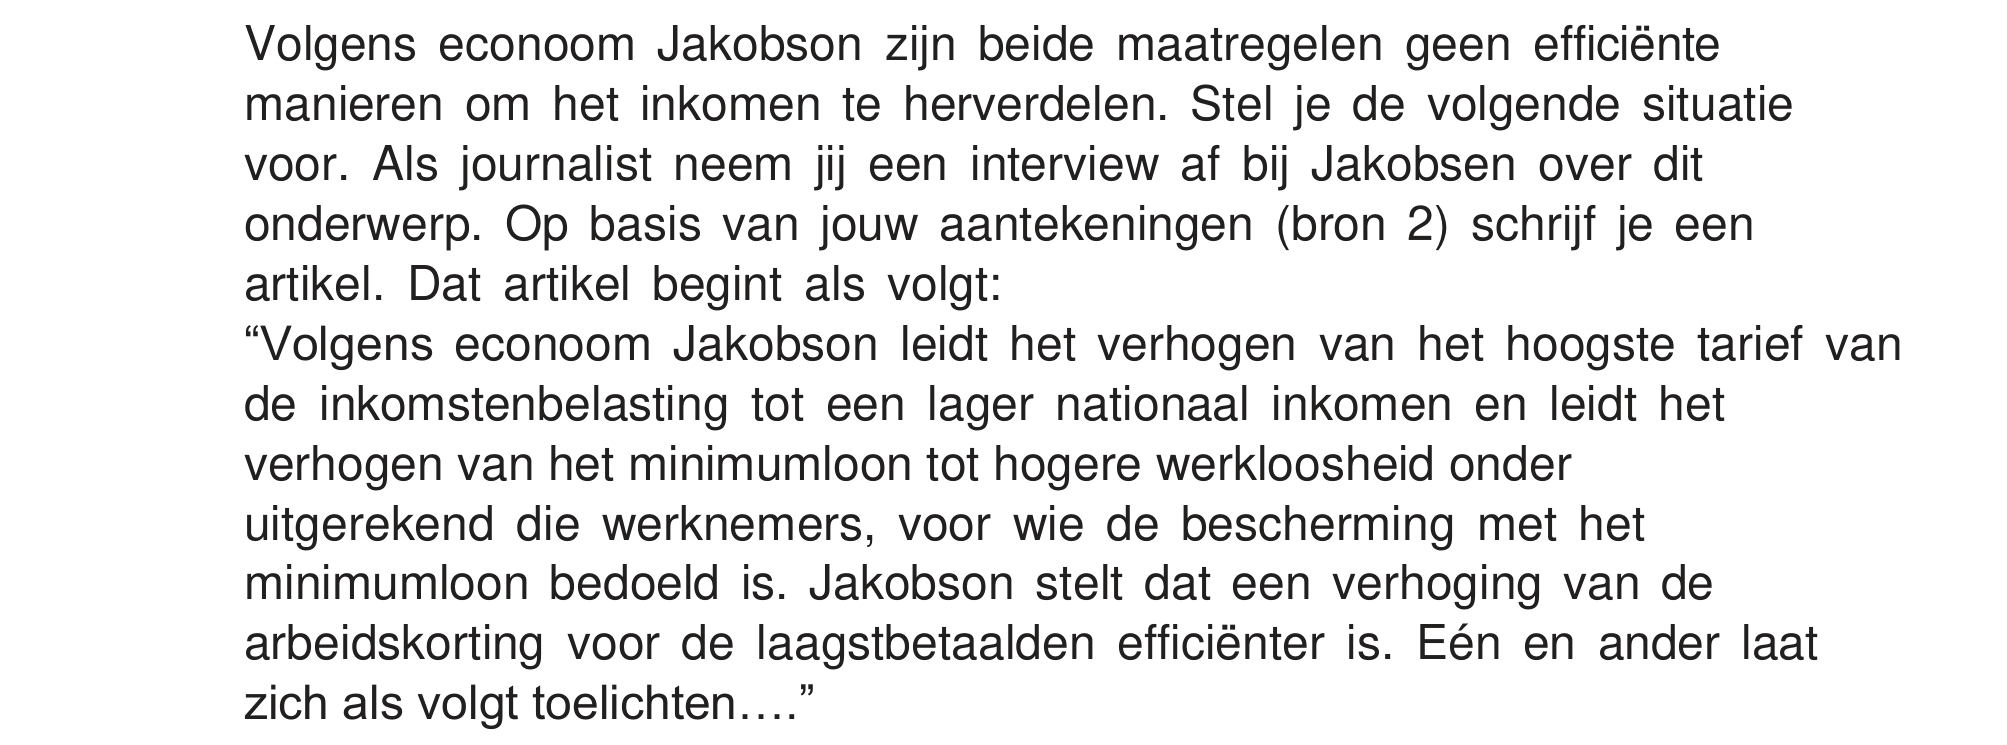 Volgens econoom Jakobson zijn beide maatregelen geen efficiënte
manieren om het inkomen te herverdelen. Stel je de volgende situatie
voor. Als journalist neem jij een interview af bij Jakobsen over dit
onderwerp. Op basis van jouw aantekeningen (bron 2) schrijf je een
artikel. Dat artikel begint als volgt:
“Volgens econoom Jakobson leidt het verhogen van het hoogste tarief van
de inkomstenbelasting tot een lager nationaal inkomen en leidt het
verhogen van het minimumloon tot hogere werkloosheid onder
uitgerekend die werknemers, voor wie de bescherming met het
minimumloon bedoeld is. Jakobson stelt dat een verhoging van de
arbeidskorting voor de laagstbetaalden efficiënter is. Eén en ander laat
zich als volgt toelichten….”